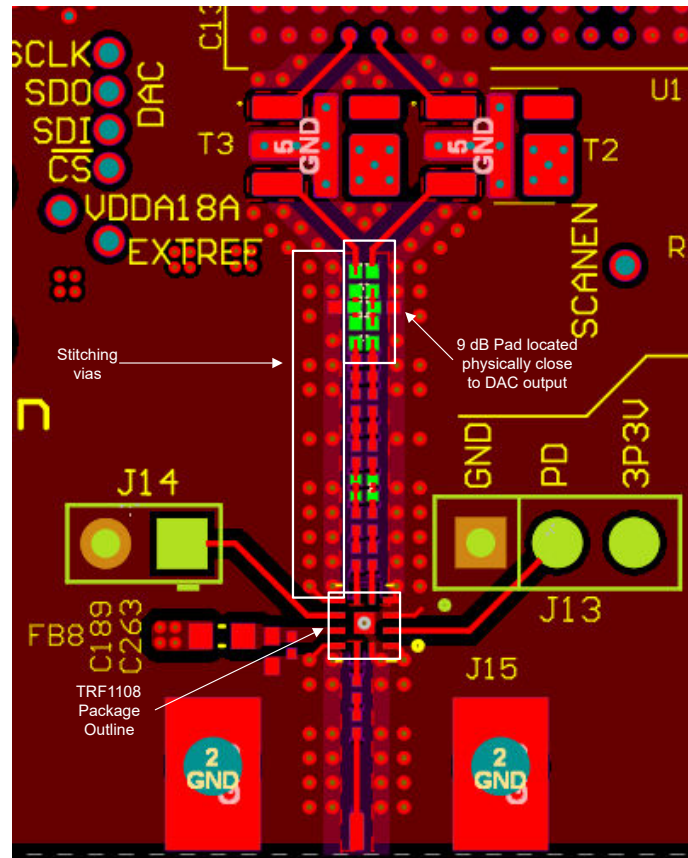 C13
SCLK
SDO
SDI
CS
DAC
VDDA18A
EXTREF
T3
5
GND
5
GND
T2
U1
R
SCANEN
Stitching
vias
9 dB Pad located
physically close
to DAC output
n
J14
GND
PD
3P3V
J13
FB8
C189
C263
J15
TRF1108
Package
Outline
2
GND
2
GND